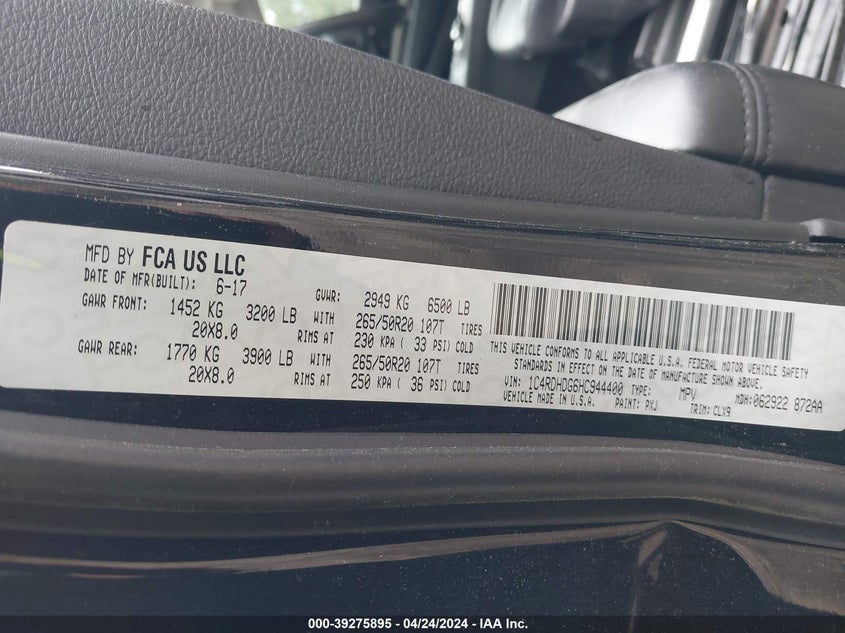 MFD BY FCA US LLC
DATE OF MFR(BUILT): 6-17 GVWR: 2949 KG 6500 LB
GAWR FRONT: 1452 KG 3200 LB WITH 265/50R20 107T TIRES
20X8.0 RIMS AT 230 KPA ( 33 PSI) COLD
GAWR REAR: 1770 KG 3900 LB WITH 265/50R20 107T TIRES
20X8.0 RIMS AT 250 KPA ( 36 PSI) COLD
THIS VEHICLE CONFORMS TO ALL APPLICABLE U.S.A. FEDERAL MOTOR VEHICLE SAFETY
STANDARDS IN EFFECT ON THE DATE OF MANUFACTURE SHOWN ABOVE.
VIN: 1C4RDHDG6HC944400 TYPE: MPV MDH: 062922 872AA
VEHICLE MADE IN U.S.A. PAINT: PXJ TRIM: CLX9
000-39275895 - 04/24/2024 - IAA Inc.